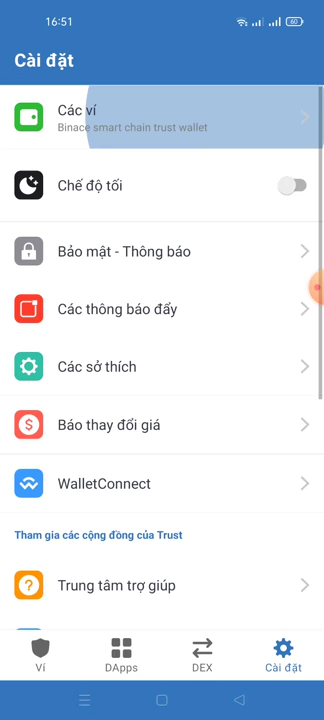 16:51
60
Cài đặt
Các ví
Binace smart chain trust wallet
Chế độ tối
Bảo mật - Thông báo
Các thông báo đẩy
Các sở thích
Báo thay đổi giá
WalletConnect
Tham gia các cộng đồng của Trust
Trung tâm trợ giúp
Ví
DApps
DEX
Cài đặt